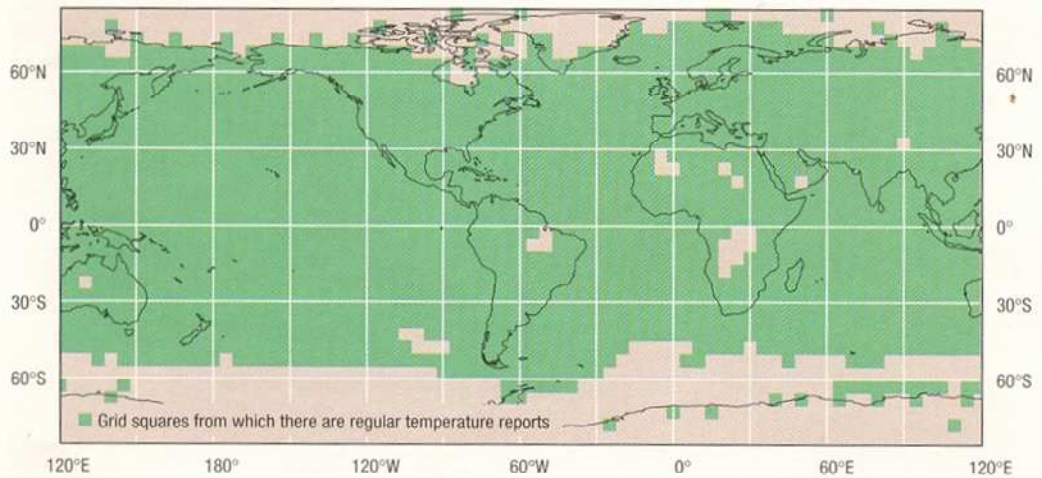 60°N 60°N
30°N 30°N
0° 0°
30°S 30°S
60°S 60°S
Grid squares from which there are regular temperature reports
120°E 180° 120°W 60°W 0° 60°E 120°E